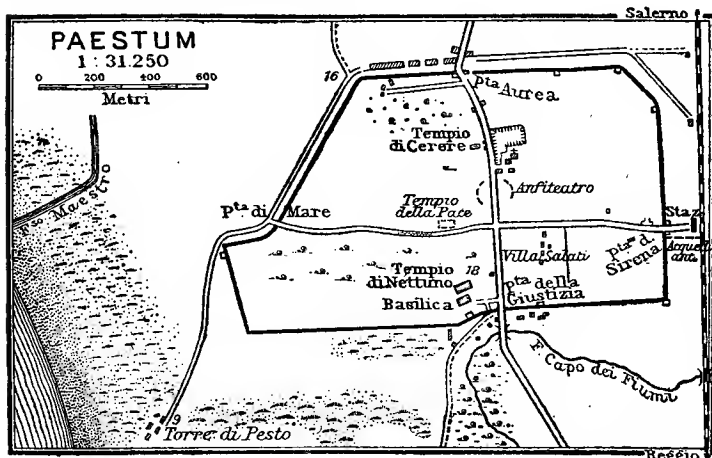 Salerno
PAESTUM
1 : 31.250
0 200 400 600
Metri
16
Pta Aurea
Tempio
di Cerere
Anfiteatro
Tempio
della Pace
Pta di Mare
Staz.
Fso Maestro
Villa Salati
Pta d.
Sirena
Acqued.
ant.
Tempio
di Nettuno
18
Pta della
Giustizia
Basilica
F. Capo dei Fiumi
9
Torre di Pesto
Reggio